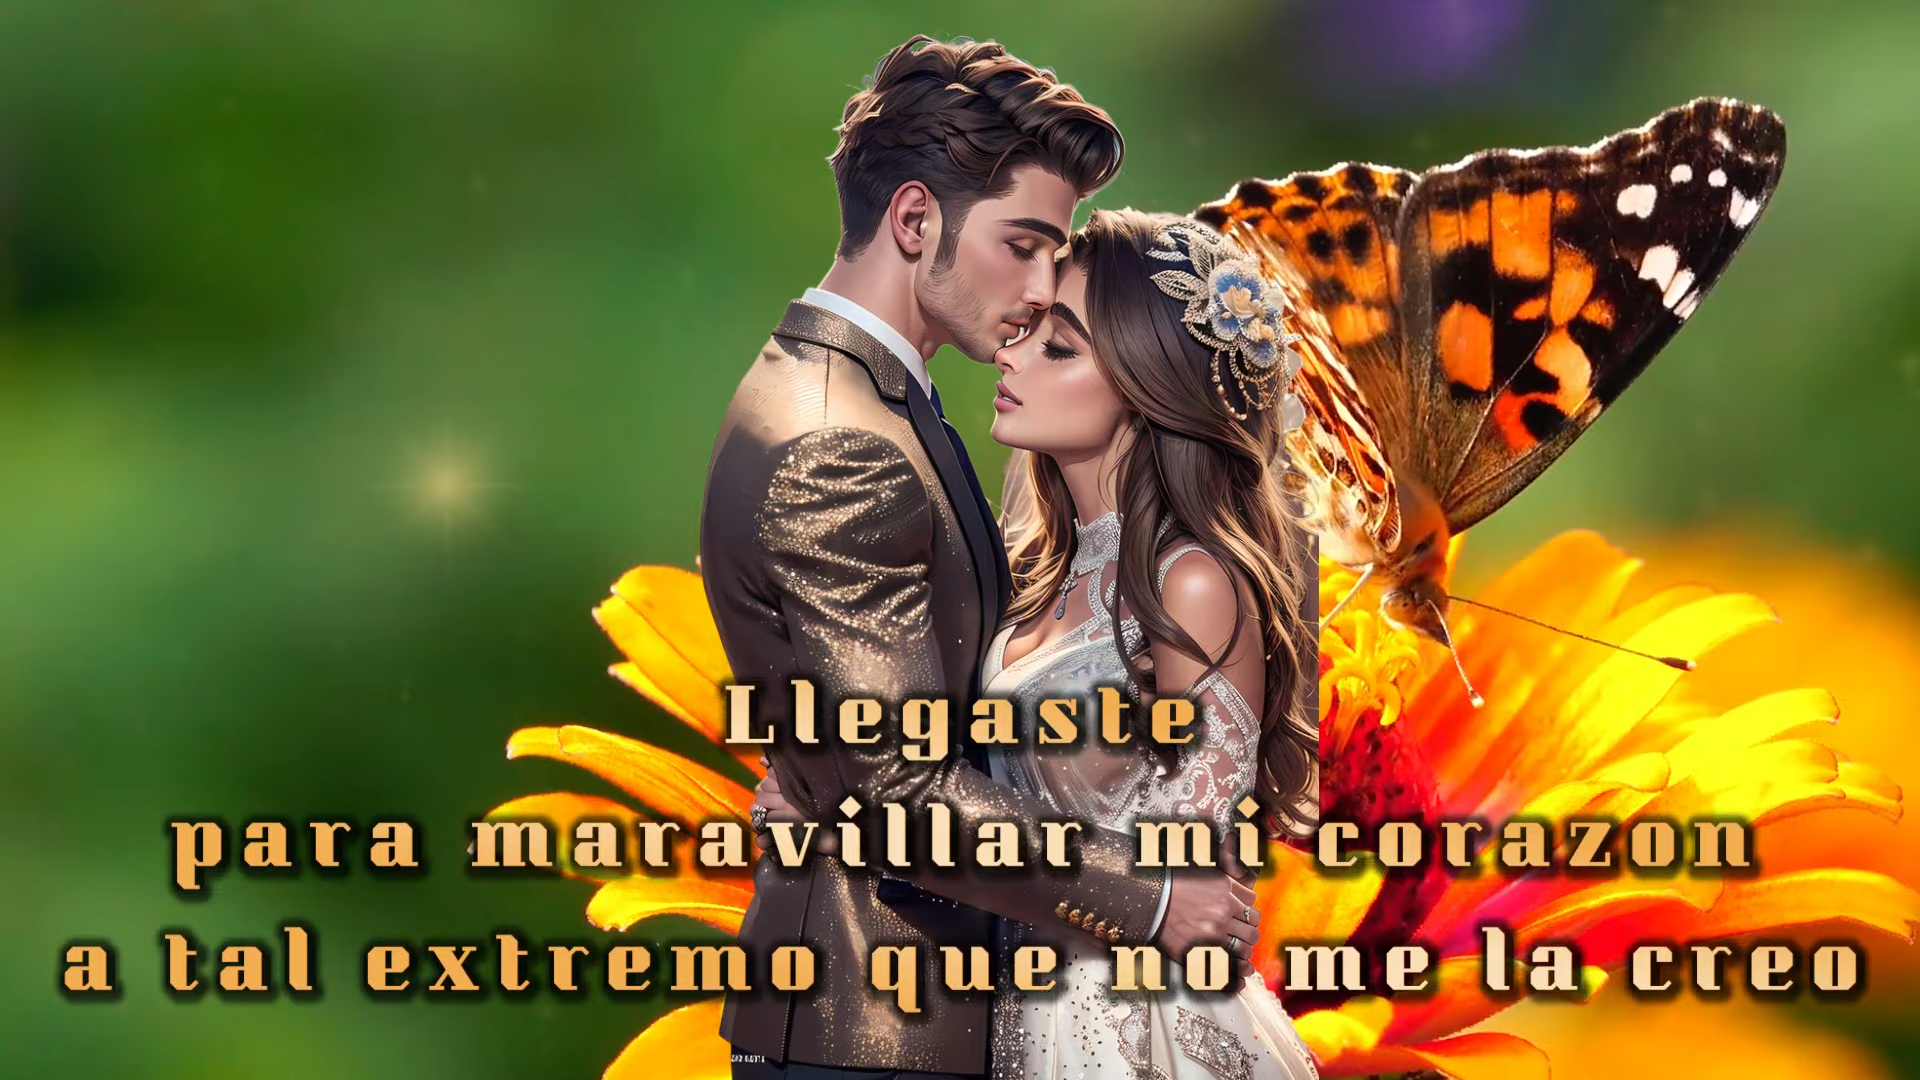 Llegaste
para maravillar mi corazon
a tal extremo que no me la creo